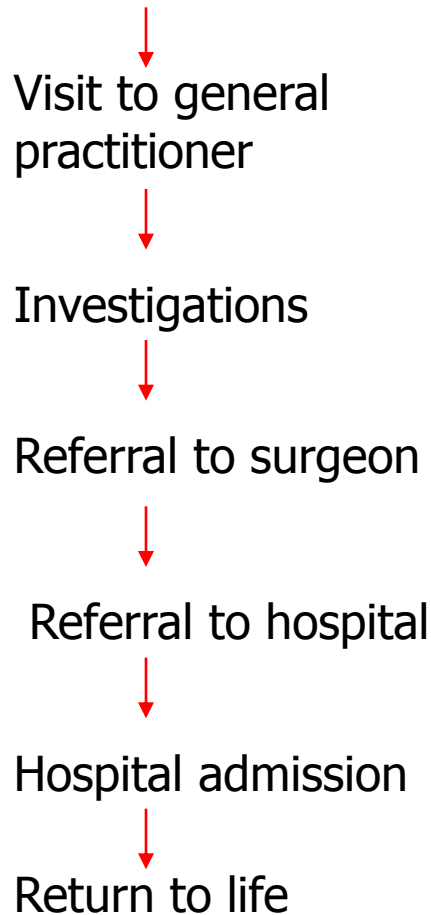 Visit to general
practitioner
Investigations
Referral to surgeon
Referral to hospital
Hospital admission
Return to life